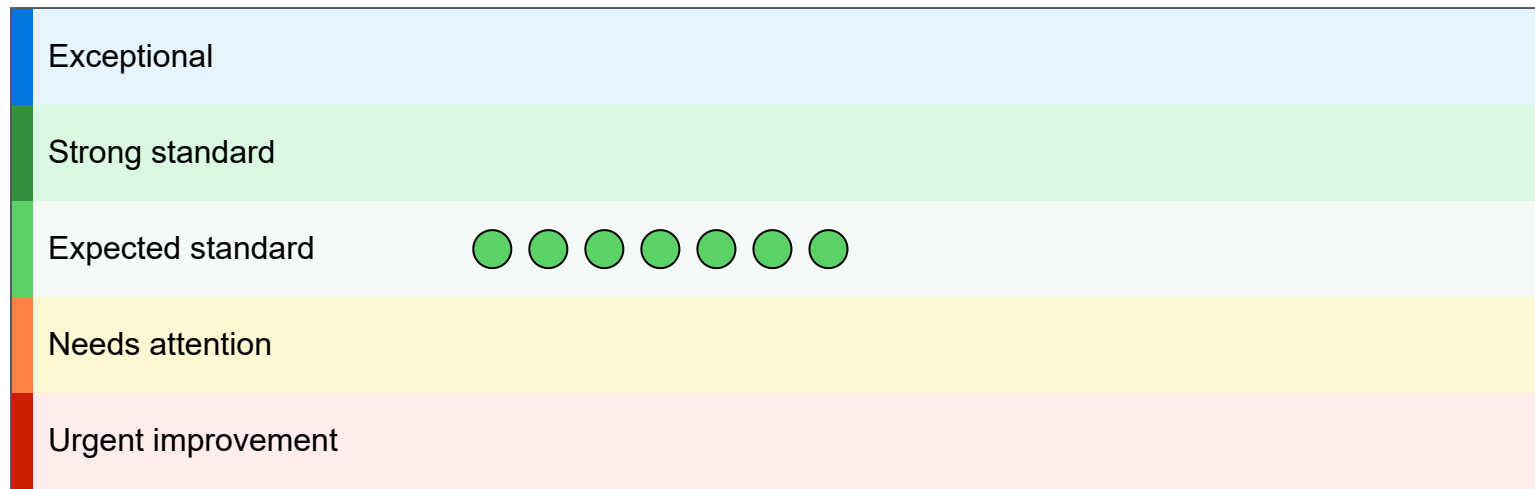 Exceptional
Strong standard
Expected standard
Needs attention
Urgent improvement